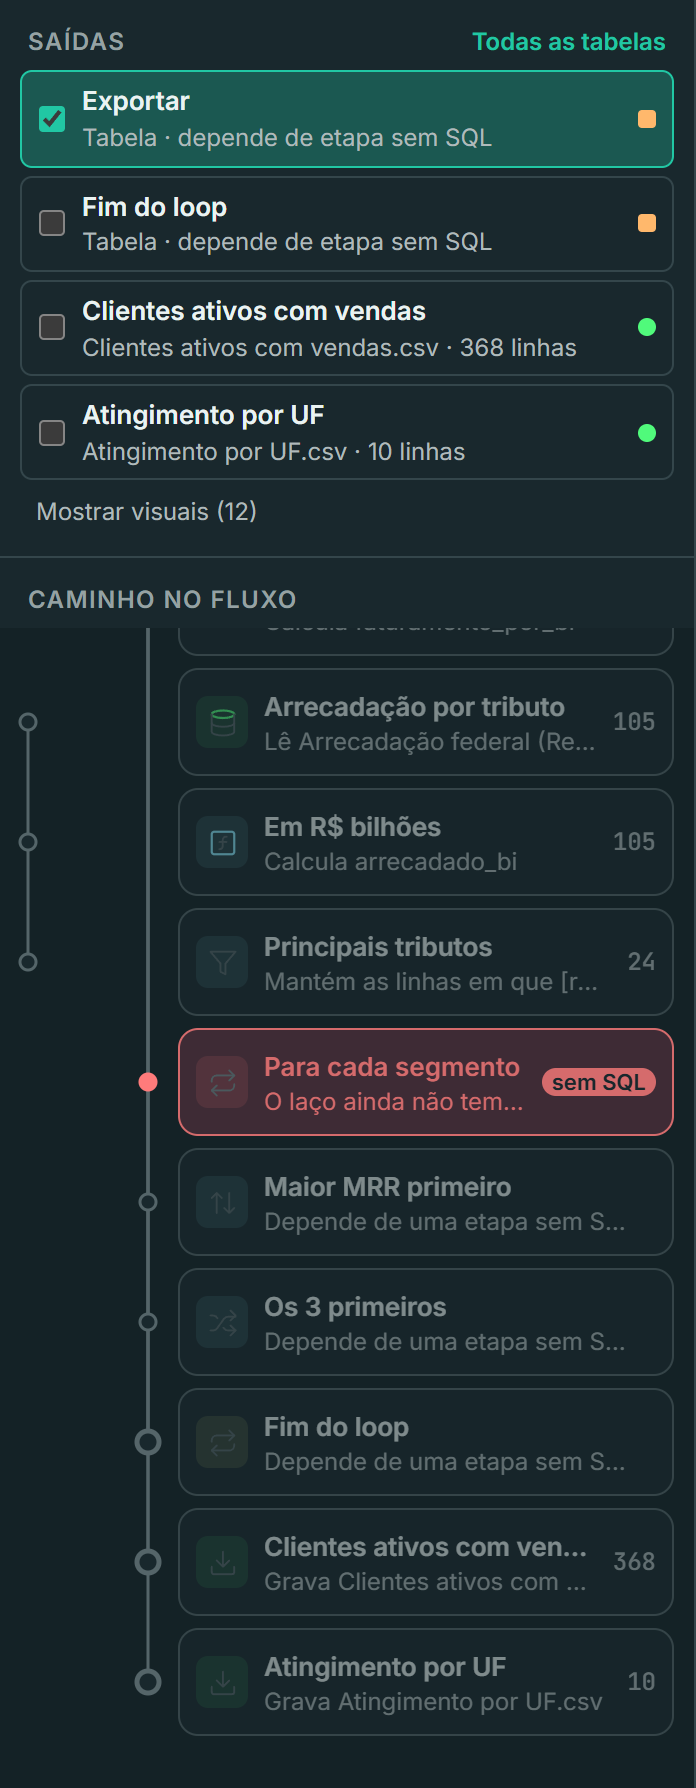 SAÍDAS
Todas as tabelas
Exportar
Tabela · depende de etapa sem SQL
Fim do loop
Tabela · depende de etapa sem SQL
Clientes ativos com vendas
Clientes ativos com vendas.csv · 368 linhas
Atingimento por UF
Atingimento por UF.csv · 10 linhas
Mostrar visuais (12)
CAMINHO NO FLUXO
Arrecadação por tributo
Lê Arrecadação federal (Re...
105
Em R$ bilhões
Calcula arrecadado_bi
105
Principais tributos
Mantém as linhas em que [r...
24
Para cada segmento
O laço ainda não tem...
sem SQL
Maior MRR primeiro
Depende de uma etapa sem S...
Os 3 primeiros
Depende de uma etapa sem S...
Fim do loop
Depende de uma etapa sem S...
Clientes ativos com ven...
Grava Clientes ativos com ...
368
Atingimento por UF
Grava Atingimento por UF.csv
10